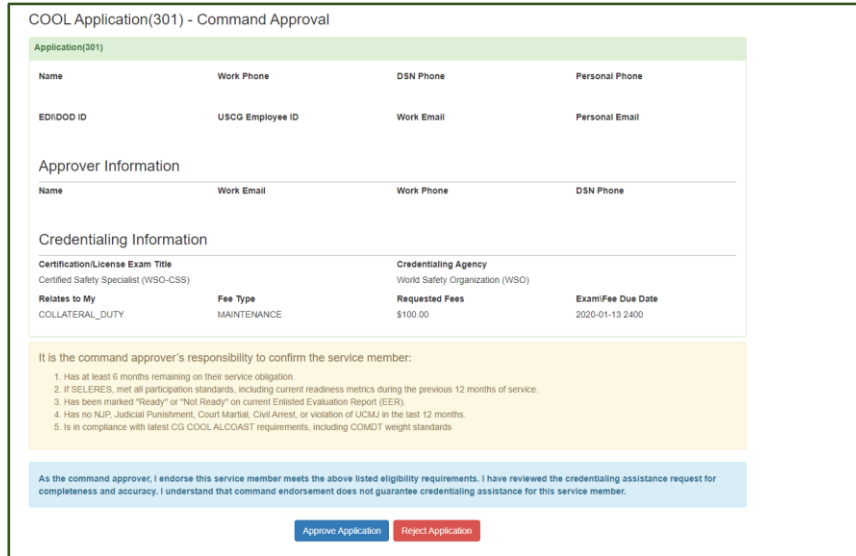 COOL Application(301) - Command Approval
Application(301)
Name Work Phone DSN Phone Personal Phone
EDI\DOD ID USCG Employee ID Work Email Personal Email
Approver Information
Name Work Email Work Phone DSN Phone
Credentialing Information
Certification/License Exam Title Credentialing Agency
Certified Safety Specialist (WSO-CSS) World Safety Organization (WSO)
Relates to My Fee Type Requested Fees Exam\Fee Due Date
COLLATERAL_DUTY MAINTENANCE $100.00 2020-01-13 2400
It is the command approver's responsibility to confirm the service member:
1. Has at least 6 months remaining on their service obligation.
2. If SELERES, met all participation standards, including current readiness metrics during the previous 12 months of service.
3. Has been marked "Ready" or "Not Ready" on current Enlisted Evaluation Report (EER).
4. Has no NJP, Judicial Punishment, Court Martial, Civil Arrest, or violation of UCMJ in the last 12 months.
5. Is in compliance with latest CG COOL ALCOAST requirements, including COMDT weight standards
As the command approver, I endorse this service member meets the above listed eligibility requirements. I have reviewed the credentialing assistance request for
completeness and accuracy. I understand that command endorsement does not guarantee credentialing assistance for this service member.
Approve Application Reject Application